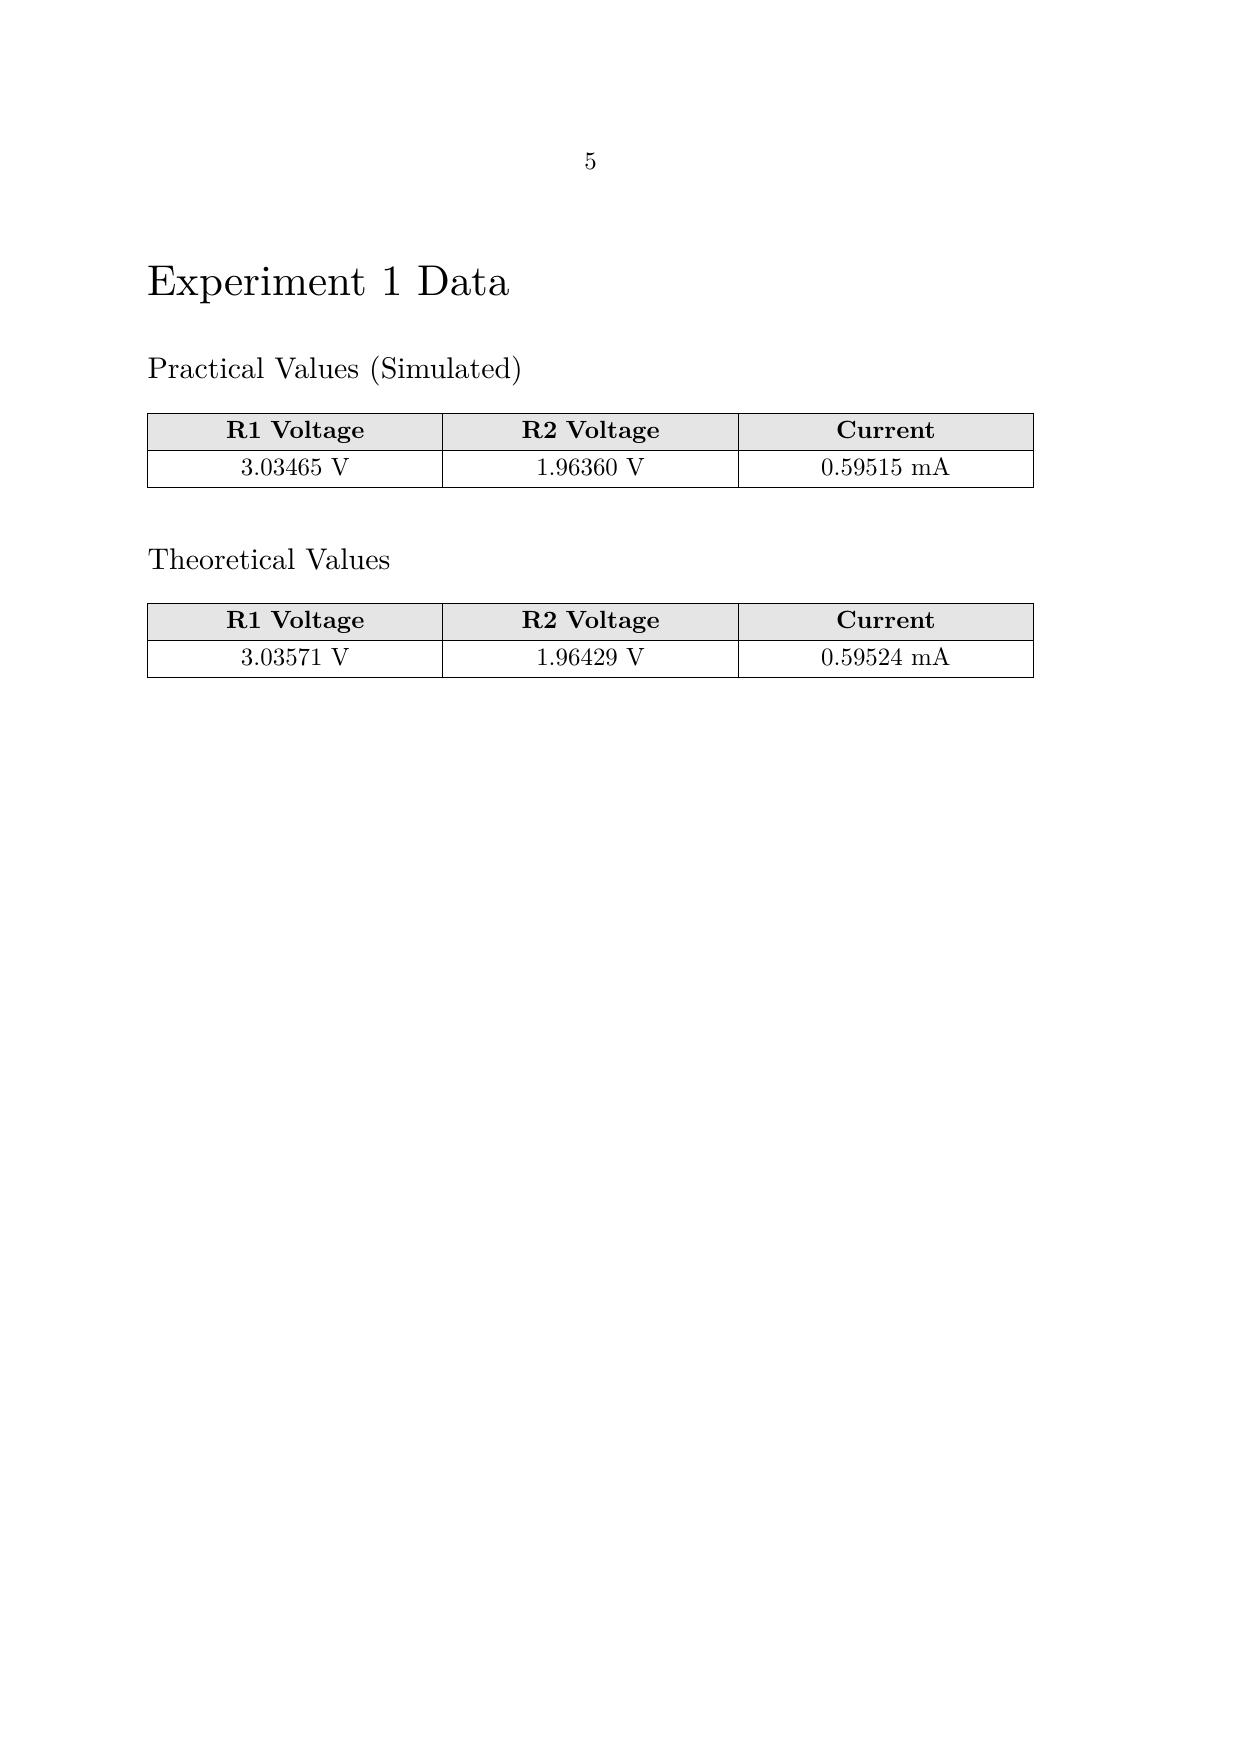 5
Experiment 1 Data
Practical Values (Simulated)
R1 Voltage R2 Voltage Current
3.03465 V 1.96360 V 0.59515 mA
Theoretical Values
R1 Voltage R2 Voltage Current
3.03571 V 1.96429 V 0.59524 mA